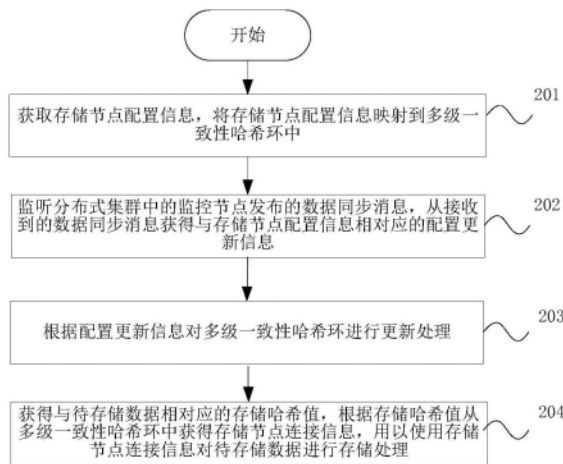 开始
获取存储节点配置信息，将存储节点配置信息映射到多级一
致性哈希环中
201
监听分布式集群中的监控节点发布的数据同步消息，从接收
到的数据同步消息获得与存储节点配置信息相对应的配置更
新信息
202
根据配置更新信息对多级一致性哈希环进行更新处理
203
获得与待存储数据相对应的存储哈希值，根据存储哈希值从
多级一致性哈希环中获得存储节点连接信息，用以使用存储
节点连接信息对待存储数据进行存储处理
204